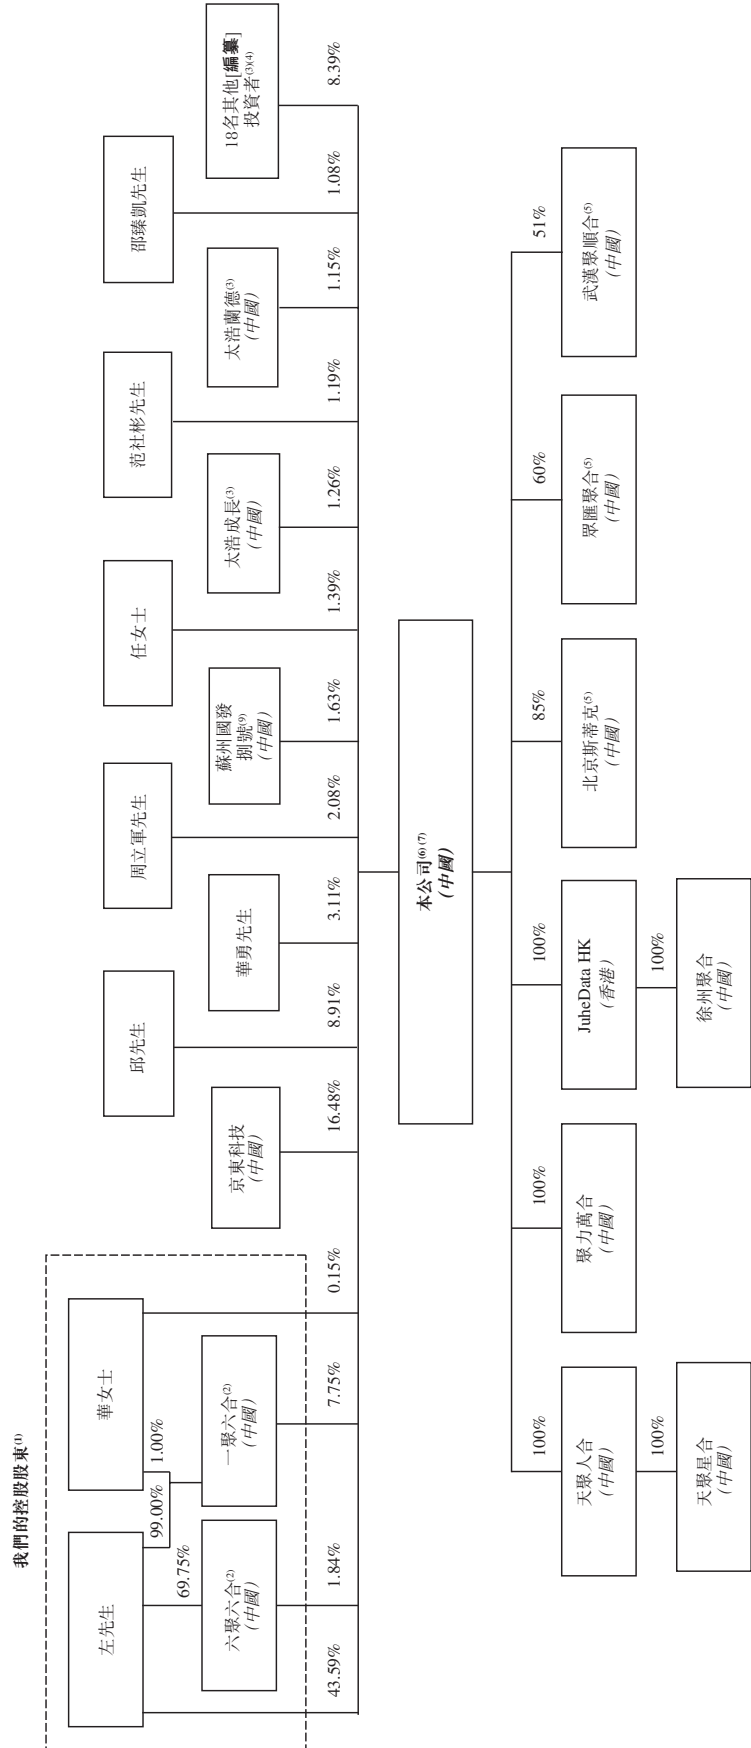 我們的控股股東(1)
左先生
華女士
99.00%
1.00%
69.75%
六聚六合(2)
(中國)
一聚六合(2)
(中國)
京東科技
(中國)
邱先生
華勇先生
周立軍先生
蘇州國發
捌號(9)
(中國)
任女士
太浩成長(3)
(中國)
范社彬先生
太浩蘭德(3)
(中國)
邵臻凱先生
18名其他[編纂]
投資者(3)(4)
43.59%
1.84%
7.75%
0.15%
16.48%
8.91%
3.11%
2.08%
1.63%
1.39%
1.26%
1.19%
1.15%
1.08%
8.39%
本公司(6)(7)
(中國)
100%
100%
100%
85%
60%
51%
天聚人合
(中國)
聚力萬合
(中國)
JuheData HK
(香港)
北京斯蒂克(5)
(中國)
眾匯聚合(5)
(中國)
武漢聚順合(5)
(中國)
100%
100%
天聚星合
(中國)
徐州聚合
(中國)